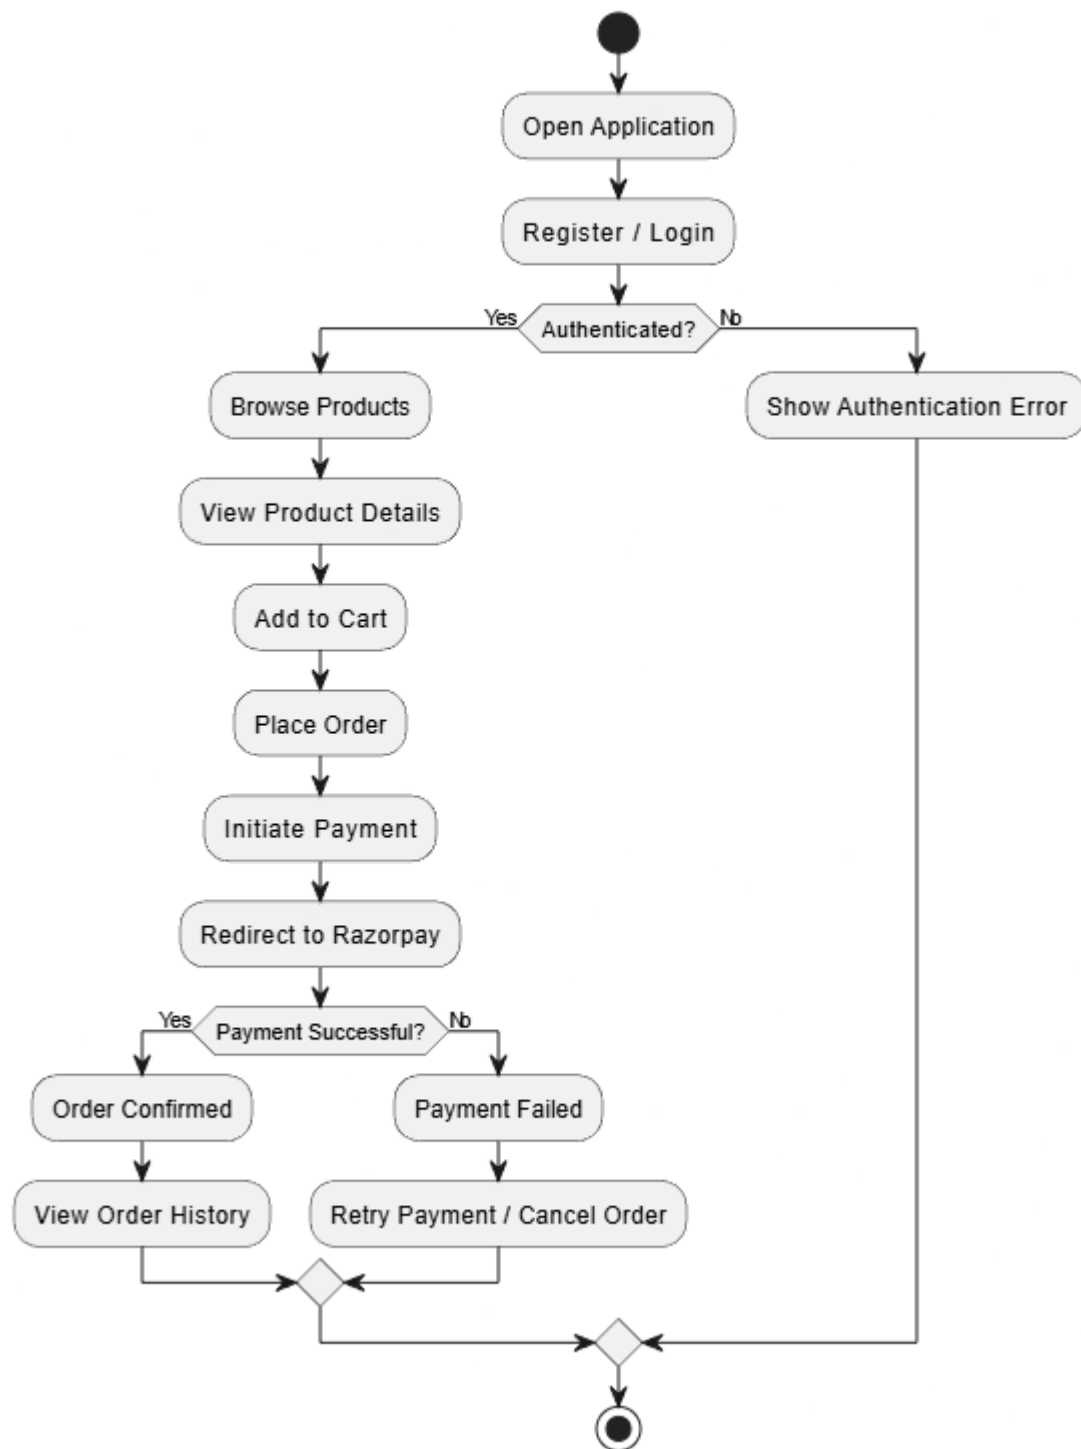 Open Application
Register / Login
Yes
Authenticated?
No
Browse Products
Show Authentication Error
View Product Details
Add to Cart
Place Order
Initiate Payment
Redirect to Razorpay
Yes
Payment Successful?
No
Order Confirmed
Payment Failed
View Order History
Retry Payment / Cancel Order